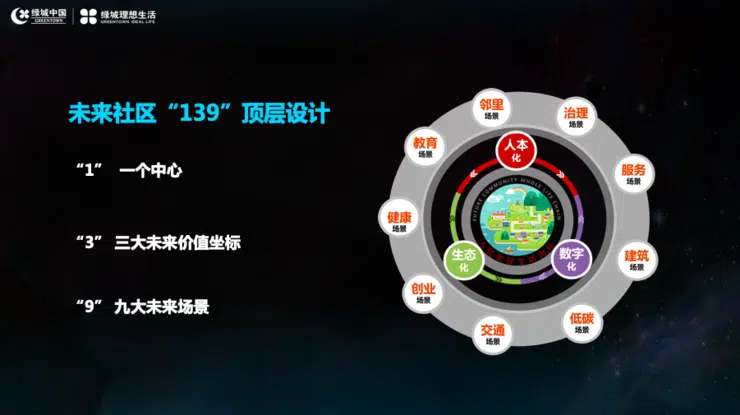 绿城中国
GREENTOWN
绿城理想生活
GREENTOWN IDEAL LIFE
未来社区“139”顶层设计
“1” 一个中心
“3” 三大未来价值坐标
“9” 九大未来场景
邻里
场景
治理
场景
服务
场景
建筑
场景
低碳
场景
交通
场景
创业
场景
健康
场景
教育
场景
人本
化
数字
化
生态
化
FUTURE COMMUNITY WHOLE LIFE CHAIN